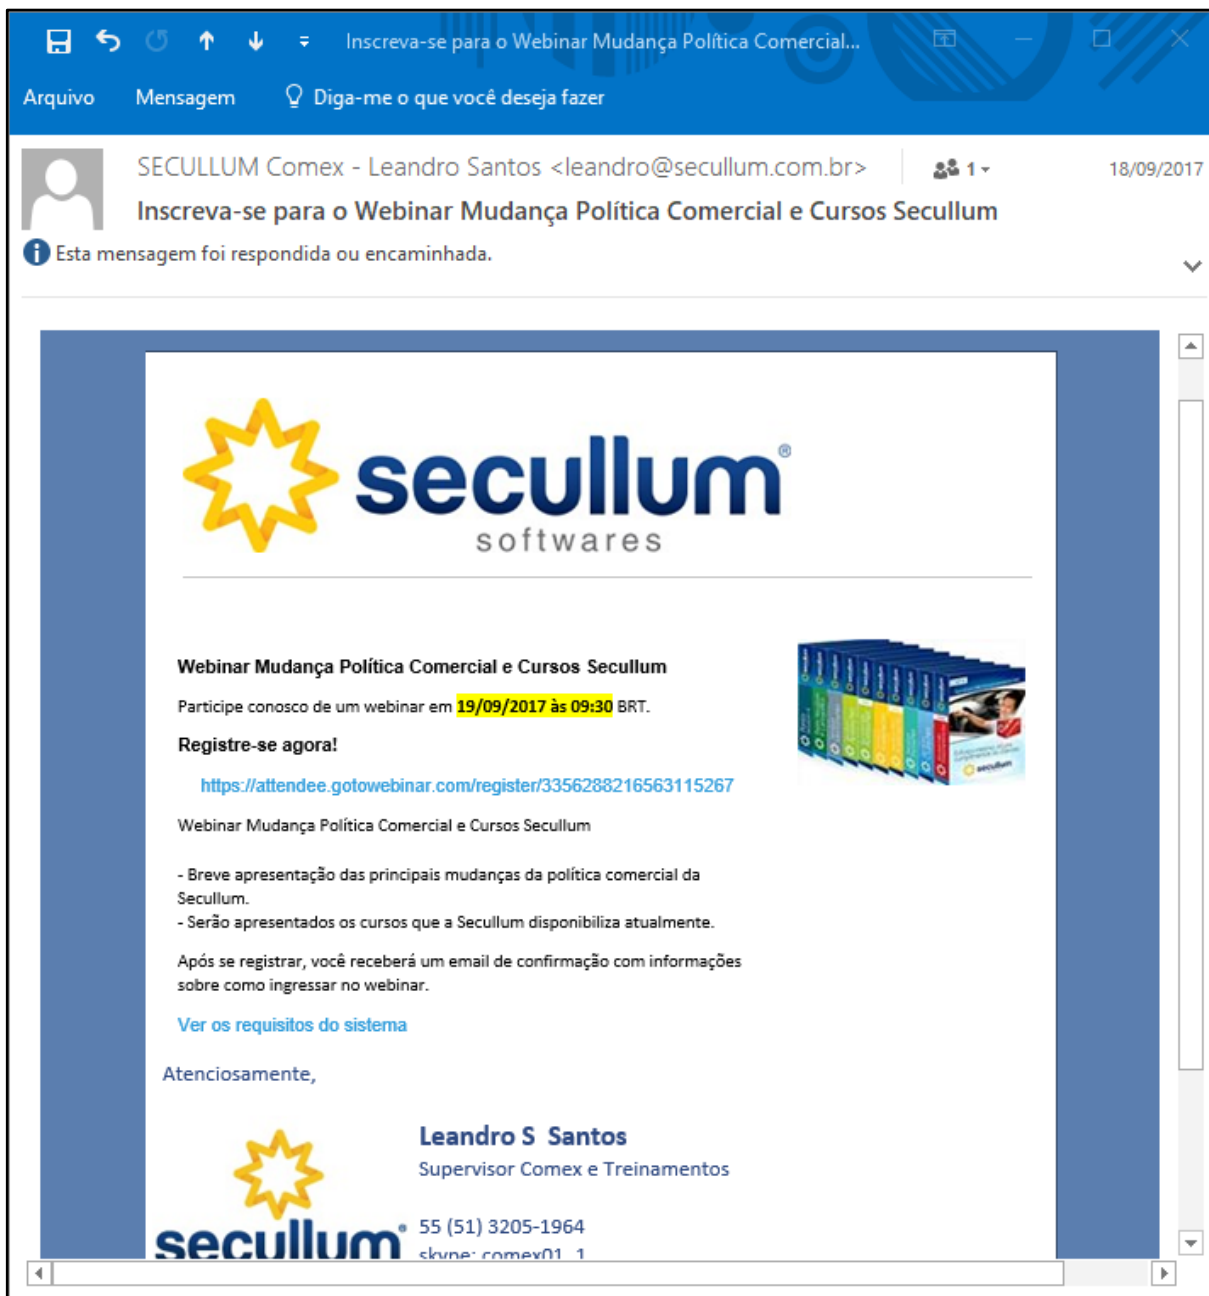 Inscreva-se para o Webinar Mudança Política Comercial...
Arquivo Mensagem Diga-me o que você deseja fazer
SECULLUM Comex - Leandro Santos <leandro@secullum.com.br> 1 18/09/2017
Inscreva-se para o Webinar Mudança Política Comercial e Cursos Secullum
Esta mensagem foi respondida ou encaminhada.
secullum®
softwares
Webinar Mudança Política Comercial e Cursos Secullum
Participe conosco de um webinar em 19/09/2017 às 09:30 BRT.
Registre-se agora!
https://attendee.gotowebinar.com/register/3356288216563115267
Webinar Mudança Política Comercial e Cursos Secullum
- Breve apresentação das principais mudanças da política comercial da
Secullum.
- Serão apresentados os cursos que a Secullum disponibiliza atualmente.
Após se registrar, você receberá um email de confirmação com informações
sobre como ingressar no webinar.
Ver os requisitos do sistema
secullum
Atenciosamente,
Leandro S Santos
Supervisor Comex e Treinamentos
55 (51) 3205-1964
skype: comex01_1
secullum®